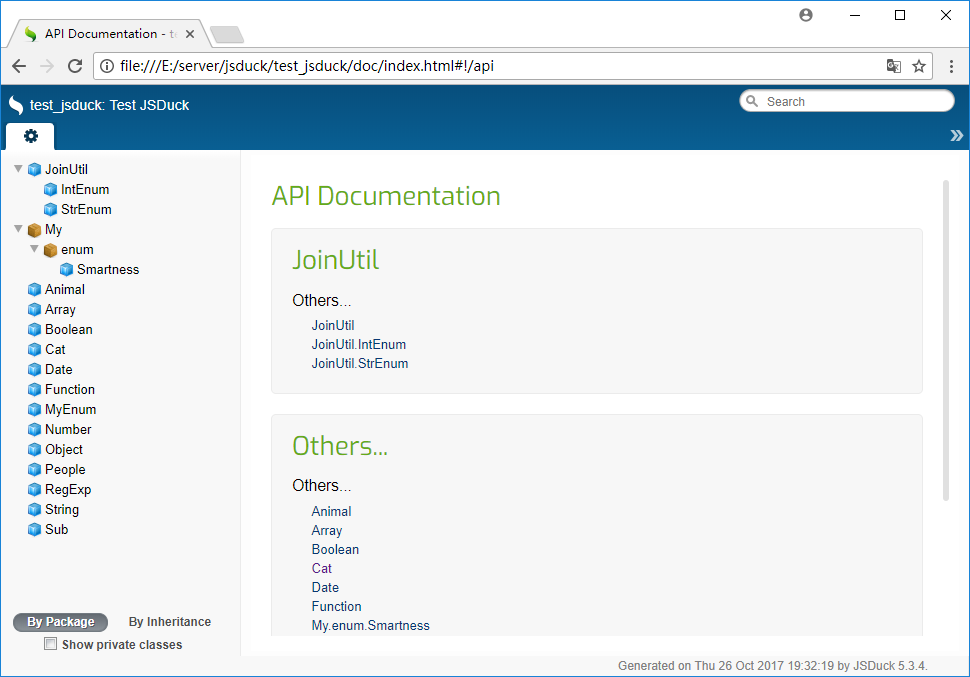 API Documentation - te
file:///E:/server/jsduck/test_jsduck/doc/index.html#!/api
test_jsduck: Test JSDuck
Search
JoinUtil
IntEnum
StrEnum
My
enum
Smartness
Animal
Array
Boolean
Cat
Date
Function
MyEnum
Number
Object
People
RegExp
String
Sub
By Package By Inheritance
Show private classes
API Documentation
JoinUtil
Others...
JoinUtil
JoinUtil.IntEnum
JoinUtil.StrEnum
Others...
Others...
Animal
Array
Boolean
Cat
Date
Function
My.enum.Smartness
Generated on Thu 26 Oct 2017 19:32:19 by JSDuck 5.3.4.